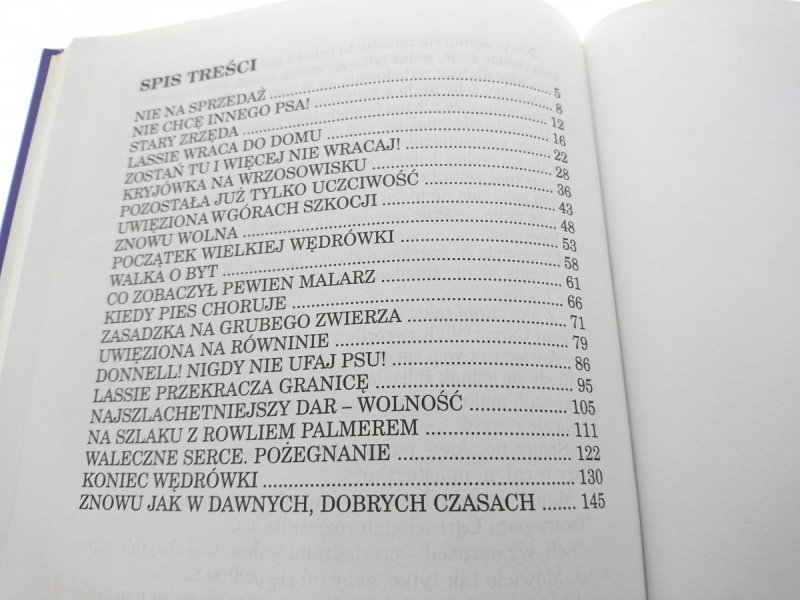 SPIS TREŚCI
NIE NA SPRZEDAŻ 5
NIE CHCĘ INNEGO PSA! 8
STARY ZRZĘDA 12
LASSIE WRACA DO DOMU 16
ZOSTAŃ TU I WIĘCEJ NIE WRACAJ! 22
KRYJÓWKA NA WRZOSOWISKU 28
POZOSTAŁA JUŻ TYLKO UCZCIWOŚĆ 36
UWIĘZIONA W GÓRACH SZKOCJI 43
ZNOWU WOLNA 48
POCZĄTEK WIELKIEJ WĘDRÓWKI 53
WALKA O BYT 58
CO ZOBACZYŁ PEWIEN MALARZ 61
KIEDY PIES CHORUJE 66
ZASADZKA NA GRUBEGO ZWIERZA 71
UWIĘZIONA NA RÓWNINIE 79
DONNELL! NIGDY NIE UFAJ PSU! 86
LASSIE PRZEKRACZA GRANICĘ 95
NAJSZLACHETNIEJSZY DAR – WOLNOŚĆ 105
NA SZLAKU Z ROWLIEM PALMEREM 111
WALECZNE SERCE. POŻEGNANIE 122
KONIEC WĘDRÓWKI 130
ZNOWU JAK W DAWNYCH, DOBRYCH CZASACH 145